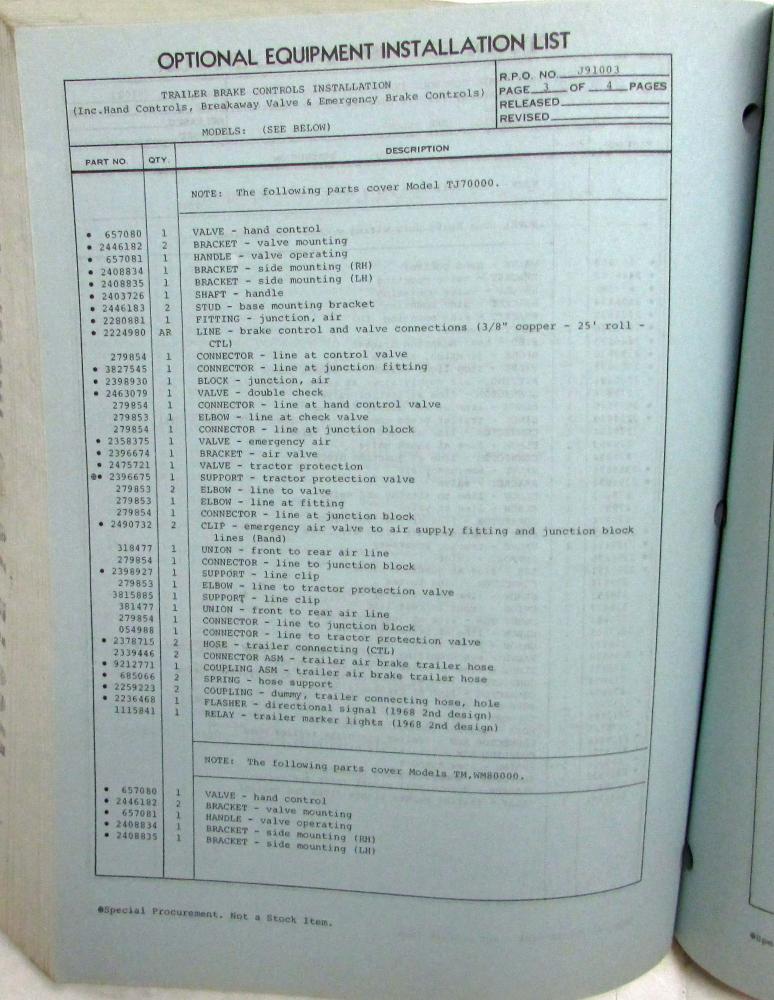 OPTIONAL EQUIPMENT INSTALLATION LIST
TRAILER BRAKE CONTROLS INSTALLATION
(Inc.Hand Controls, Breakaway Valve & Emergency Brake Controls)
MODELS: (SEE BELOW)
R.P.O. NO. J91003
PAGE 3 OF 4 PAGES
RELEASED
REVISED
PART NO. QTY. DESCRIPTION
NOTE: The following parts cover Model TJ70000.
• 657080 1 VALVE - hand control
• 2446182 2 BRACKET - valve mounting
• 657081 1 HANDLE - valve operating
• 2408834 1 BRACKET - side mounting (RH)
• 2408835 1 BRACKET - side mounting (LH)
• 2403726 1 SHAFT - handle
• 2446183 2 STUD - base mounting bracket
• 2280881 1 FITTING - junction, air
• 2224980 AR LINE - brake control and valve connections (3/8" copper - 25' roll -
CTL)
279854 1 CONNECTOR - line at control valve
• 3827545 1 CONNECTOR - line at junction fitting
• 2398930 1 BLOCK - junction, air
• 2463079 1 VALVE - double check
279854 1 CONNECTOR - line at hand control valve
279853 1 ELBOW - line at check valve
279854 1 CONNECTOR - line at junction block
• 2358375 1 VALVE - emergency air
• 2396674 1 BRACKET - air valve
• 2475721 1 VALVE - tractor protection
⊕• 2396675 1 SUPPORT - tractor protection valve
279853 2 ELBOW - line to valve
279853 1 ELBOW - line at fitting
279854 1 CONNECTOR - line at junction block
• 2490732 2 CLIP - emergency air valve to air supply fitting and junction block
lines (Band)
318477 1 UNION - front to rear air line
279854 1 CONNECTOR - line to junction block
• 2398927 1 SUPPORT - line clip
279853 1 ELBOW - line to tractor protection valve
3815885 1 SUPPORT - line clip
381477 1 UNION - front to rear air line
279854 1 CONNECTOR - line to junction block
054988 1 CONNECTOR - line to tractor protection valve
• 2378715 2 HOSE - trailer connecting (CTL)
2339446 2 CONNECTOR ASM - trailer air brake trailer hose
• 9212771 1 COUPLING ASM - trailer air brake trailer hose
• 685066 2 SPRING - hose support
• 2259223 2 COUPLING - dummy, trailer connecting hose, hole
• 2236468 1 FLASHER - directional signal (1968 2nd design)
1115841 1 RELAY - trailer marker lights (1968 2nd design)
NOTE: The following parts cover Models TM,WM80000.
• 657080 1 VALVE - hand control
• 2446182 2 BRACKET - valve mounting
• 657081 1 HANDLE - valve operating
• 2408834 1 BRACKET - side mounting (RH)
• 2408835 1 BRACKET - side mounting (LH)
⊕Special Procurement. Not a Stock Item.